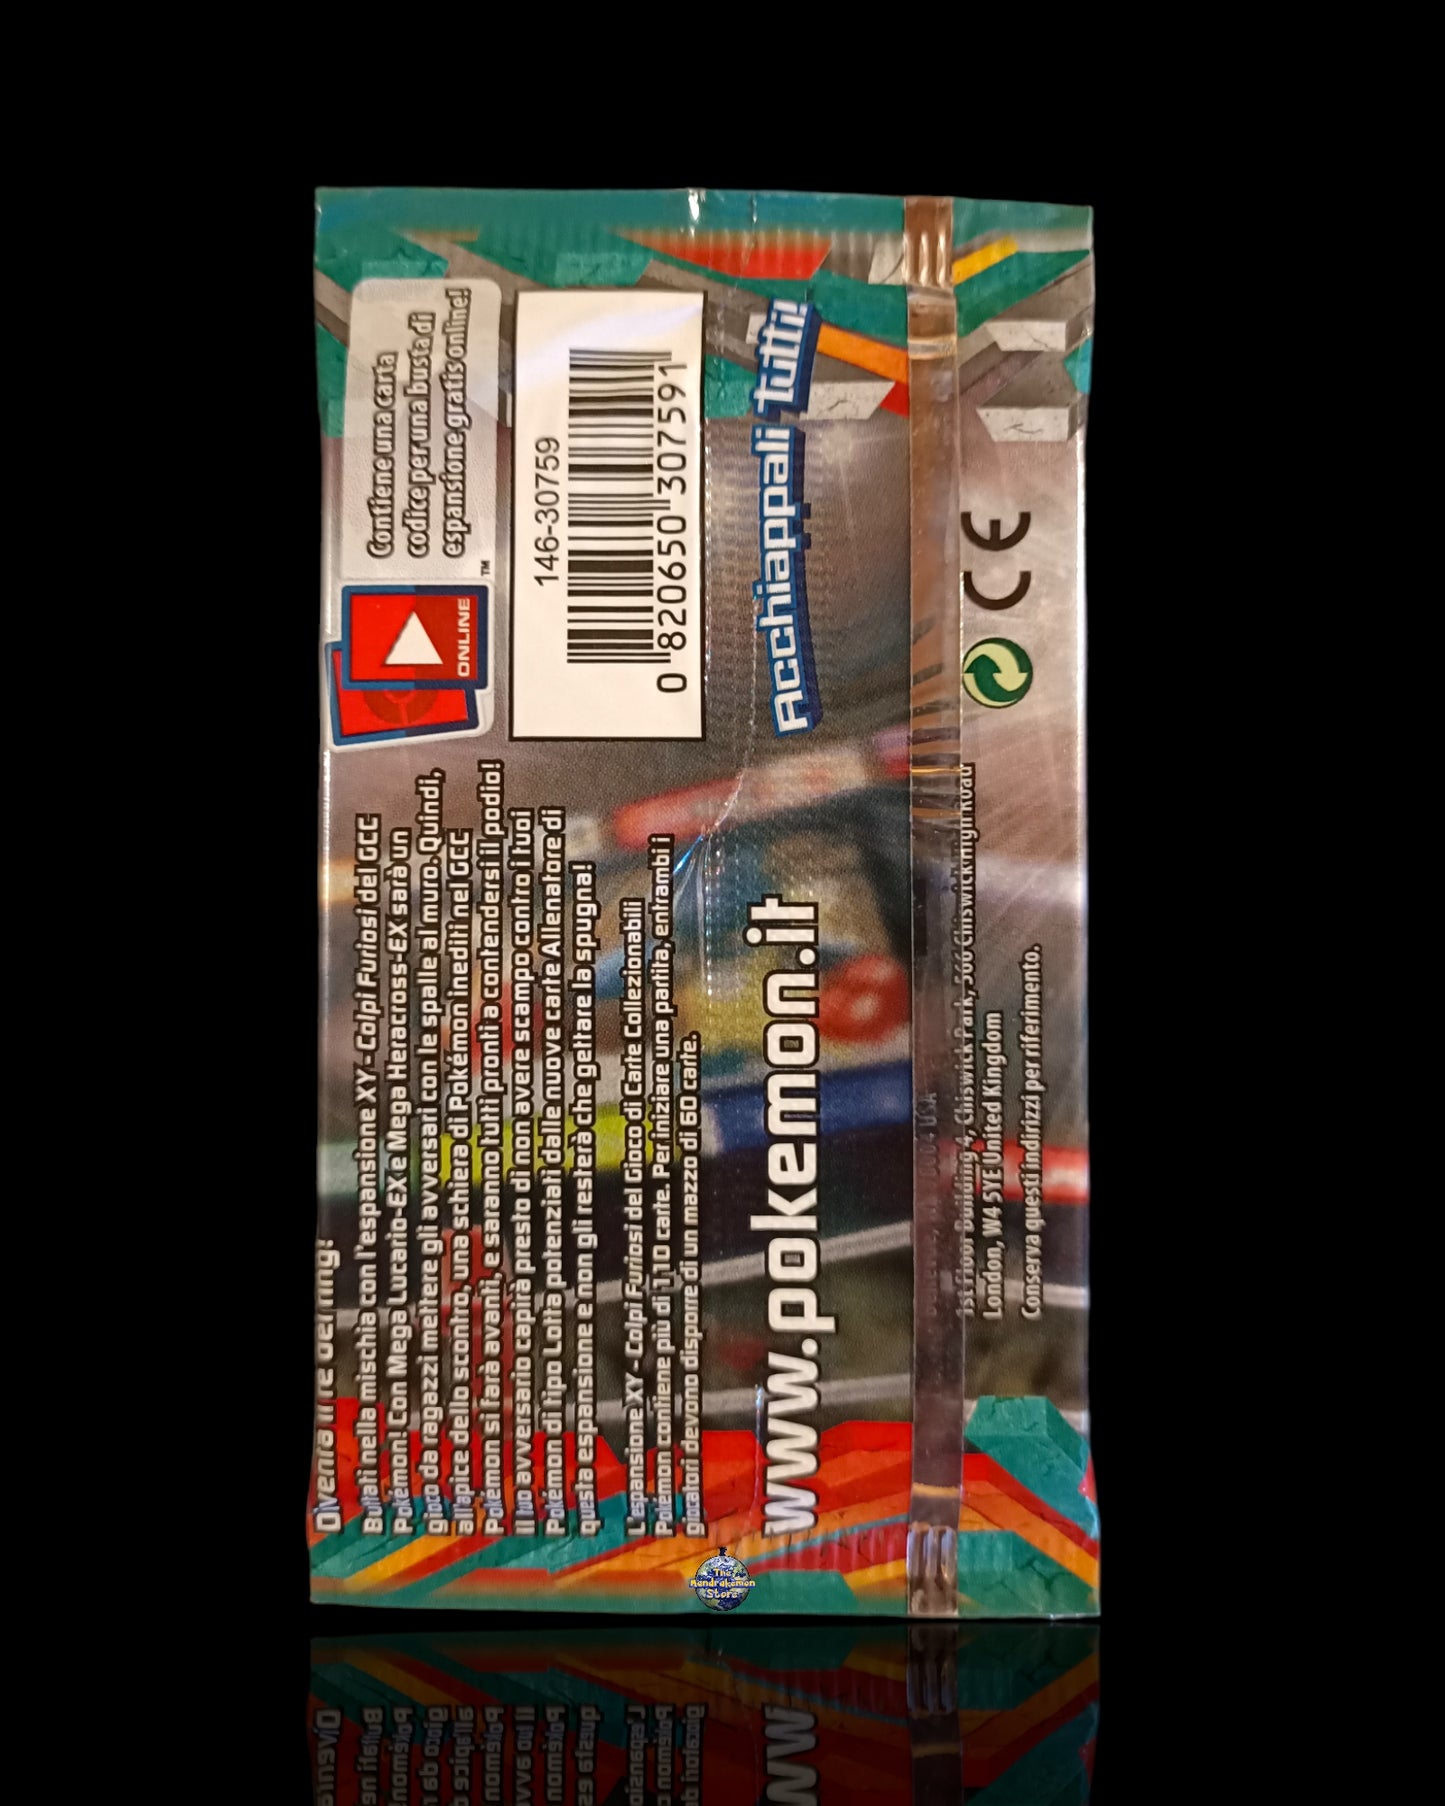 Diventa il re del ring!
Buttati nella mischia con l'espansione XY - Colpi Furiosi del GCC
Pokémon! Con Mega Lucario-EX e Mega Heracross-EX sarà un
gioco da ragazzi mettere gli avversari con le spalle al muro. Quindi,
all'apice dello scontro, una schiera di Pokémon inediti nel GCC
Pokémon si farà avanti, e saranno tutti pronti a contendersi il podio!
Il tuo avversario capirà presto di non avere scampo contro i tuoi
Pokémon di tipo Lotta potenziati dalle nuove carte Allenatore di
questa espansione e non gli resterà che gettare la spugna!
L'espansione XY - Colpi Furiosi del Gioco di Carte Collezionabili
Pokémon contiene più di 110 carte. Per iniziare una partita, entrambi i
giocatori devono disporre di un mazzo di 60 carte.
www.pokemon.it
1st Floor Building 4, Chiswick Park, 566 Chiswick High Road
London, W4 5YE United Kingdom
Conserva questi indirizzi per riferimento.
ONLINE
TM
Contiene una carta
codice per una busta di
espansione gratis online!
146-30759
0 820650 307591
Acchiappali tutti!
CE
The
Mandrakemon
Store